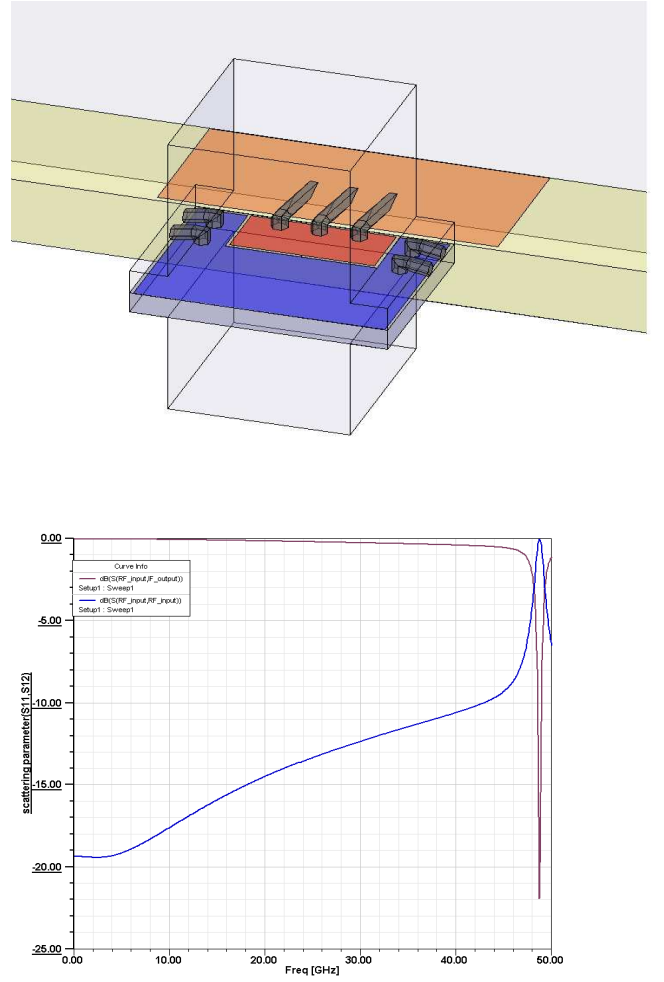 0.00
Curve Info
dB(S(RF_input,IF_output))
Setup1 : Sweep1
dB(S(RF_input,RF_input))
Setup1 : Sweep1
-5.00
-10.00
-15.00
-20.00
-25.00
scattering parameter(S11,S12)
0.00 10.00 20.00 30.00 40.00 50.00
Freq [GHz]